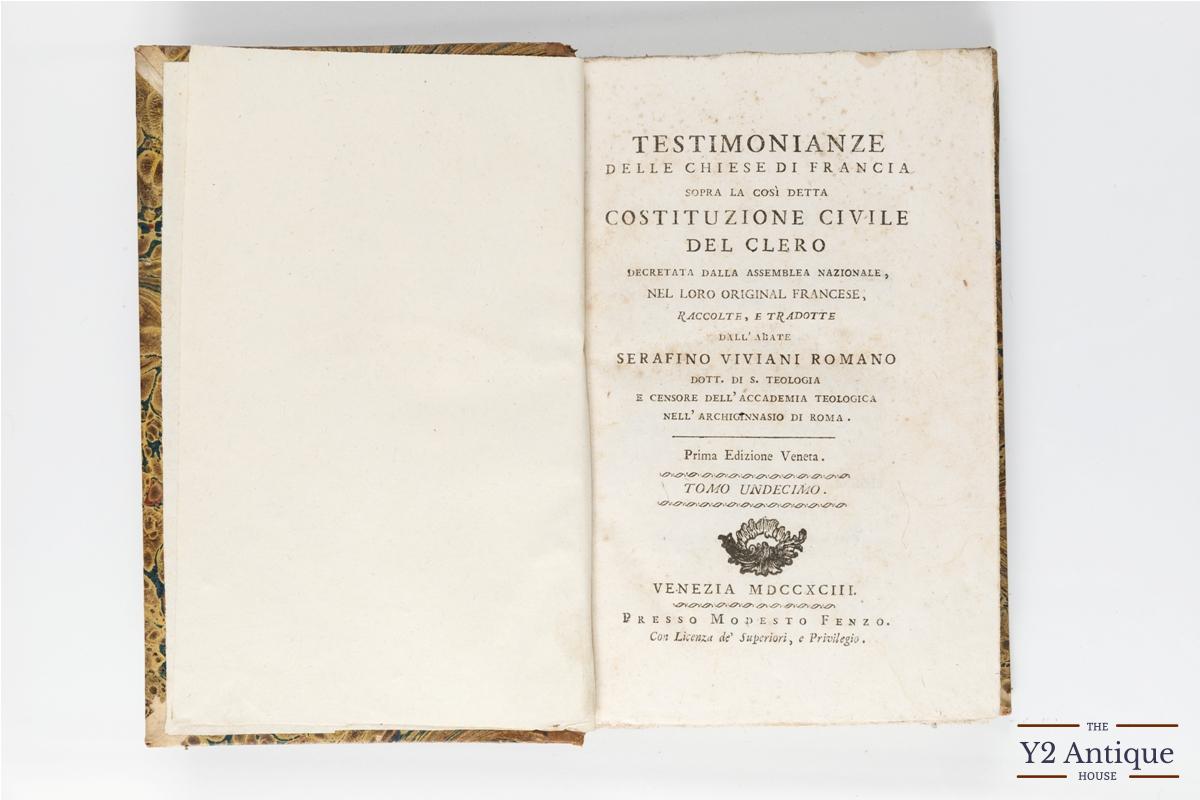 TESTIMONIANZE
DELLE CHIESE DI FRANCIA
SOPRA LA COSÌ DETTA
COSTITUZIONE CIVILE
DEL CLERO
DECRETATA DALLA ASSEMBLEA NAZIONALE,
NEL LORO ORIGINAL FRANCESE,
RACCOLTE, E TRADOTTE
DALL'ABATE
SERAFINO VIVIANI ROMANO
DOTT. DI S. TEOLOGIA
E CENSORE DELL'ACCADEMIA TEOLOGICA
NELL'ARCHIGINNASIO DI ROMA.
Prima Edizione Veneta.
TOMO UNDECIMO.
VENEZIA MDCCXCIII.
PRESSO MODESTO FENZO.
Con Licenza de' Superiori, e Privilegio.
THE
Y2 Antique
HOUSE